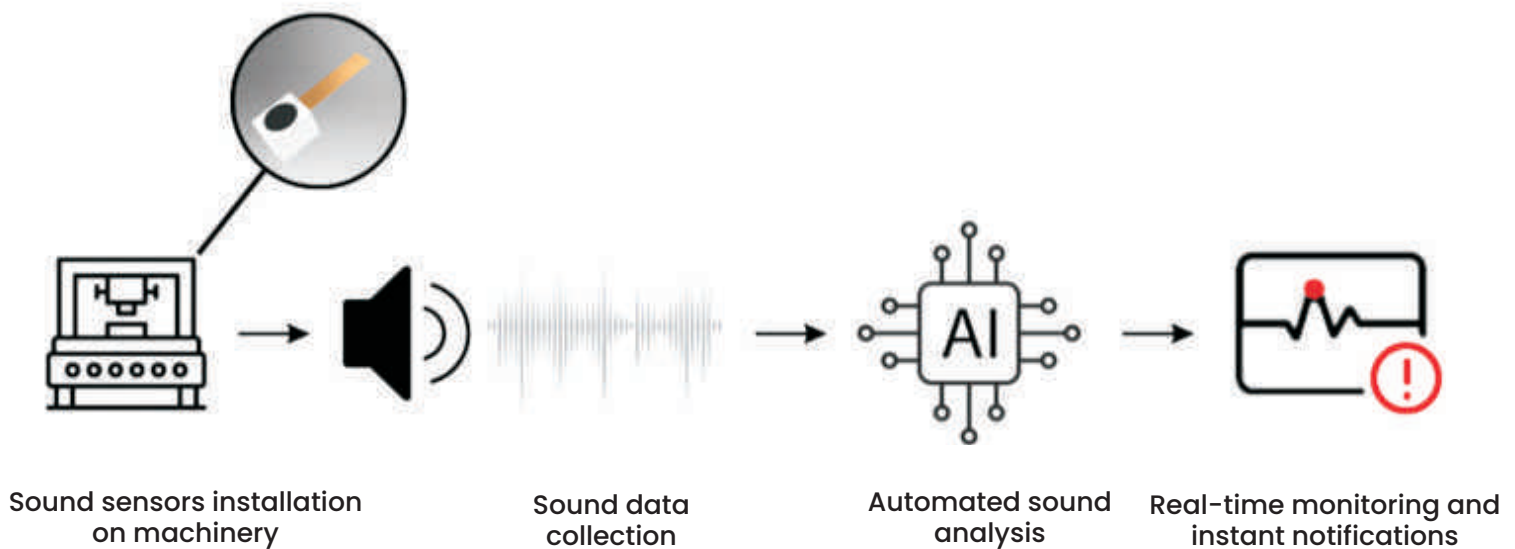 AI
Sound sensors installation
on machinery
Sound data
collection
Automated sound
analysis
Real-time monitoring and
instant notifications